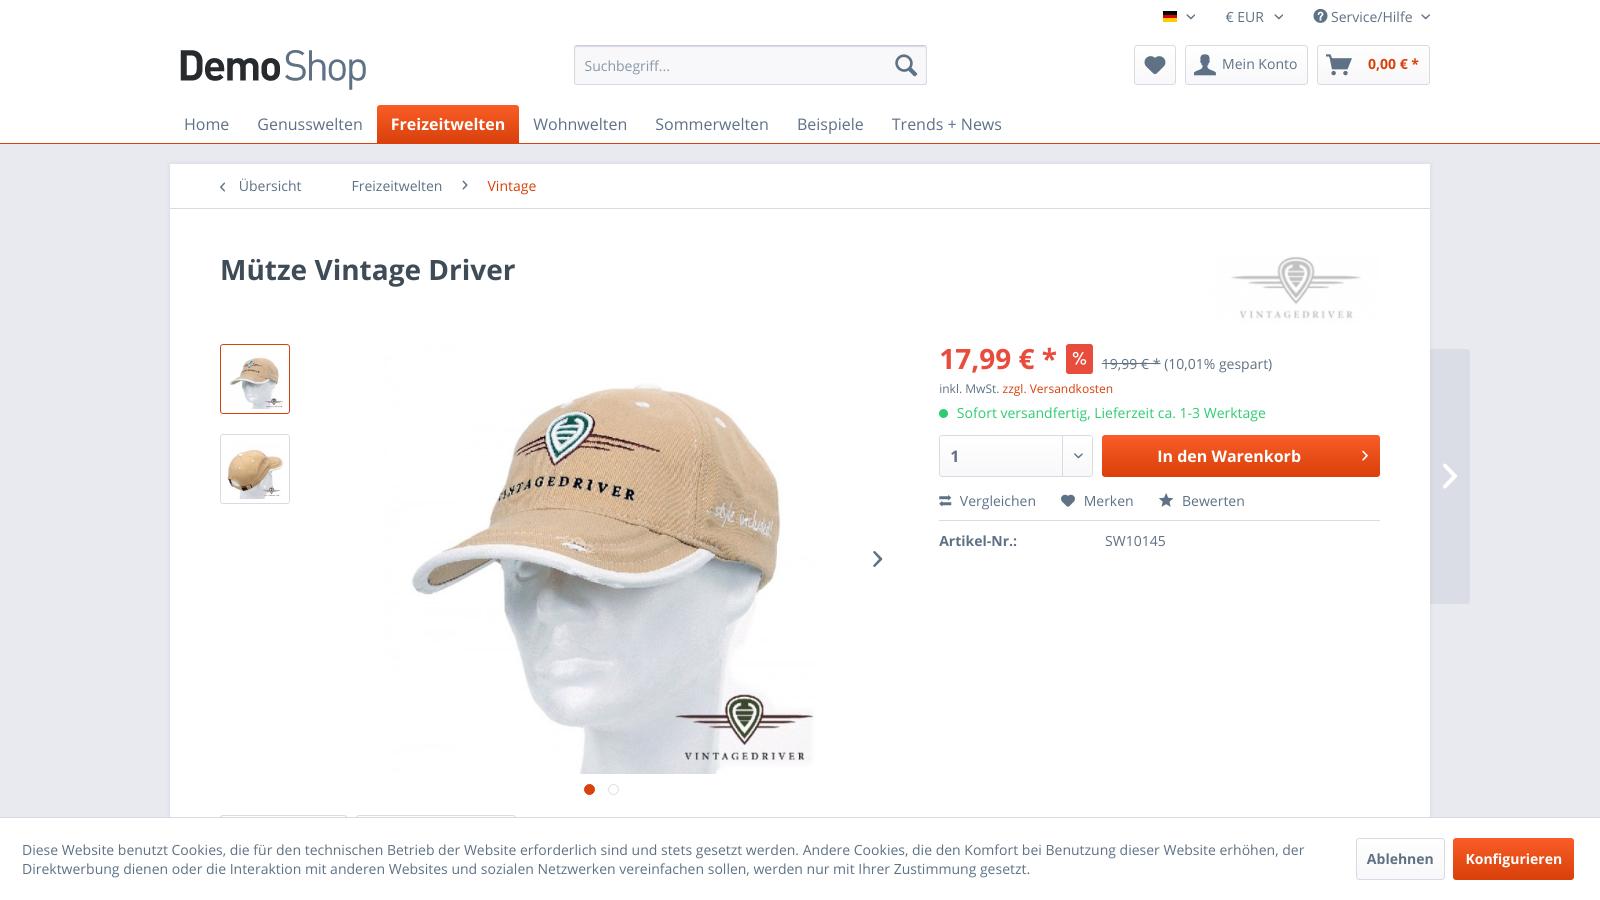 € EUR
Service/Hilfe
DemoShop
Suchbegriff...
Mein Konto
0,00 € *
Home
Genusswelten
Freizeitwelten
Wohnwelten
Sommerwelten
Beispiele
Trends + News
Übersicht
Freizeitwelten
Vintage
Mütze Vintage Driver
VINTAGEDRIVER
VINTAGEDRIVER
VINTAGEDRIVER
17,99 € * % 19,99 € * (10,01% gespart)
inkl. MwSt. zzgl. Versandkosten
Sofort versandfertig, Lieferzeit ca. 1-3 Werktage
1
In den Warenkorb
Vergleichen
Merken
Bewerten
Artikel-Nr.:
SW10145
Diese Website benutzt Cookies, die für den technischen Betrieb der Website erforderlich sind und stets gesetzt werden. Andere Cookies, die den Komfort bei Benutzung dieser Website erhöhen, der
Direktwerbung dienen oder die Interaktion mit anderen Websites und sozialen Netzwerken vereinfachen sollen, werden nur mit Ihrer Zustimmung gesetzt.
Ablehnen
Konfigurieren